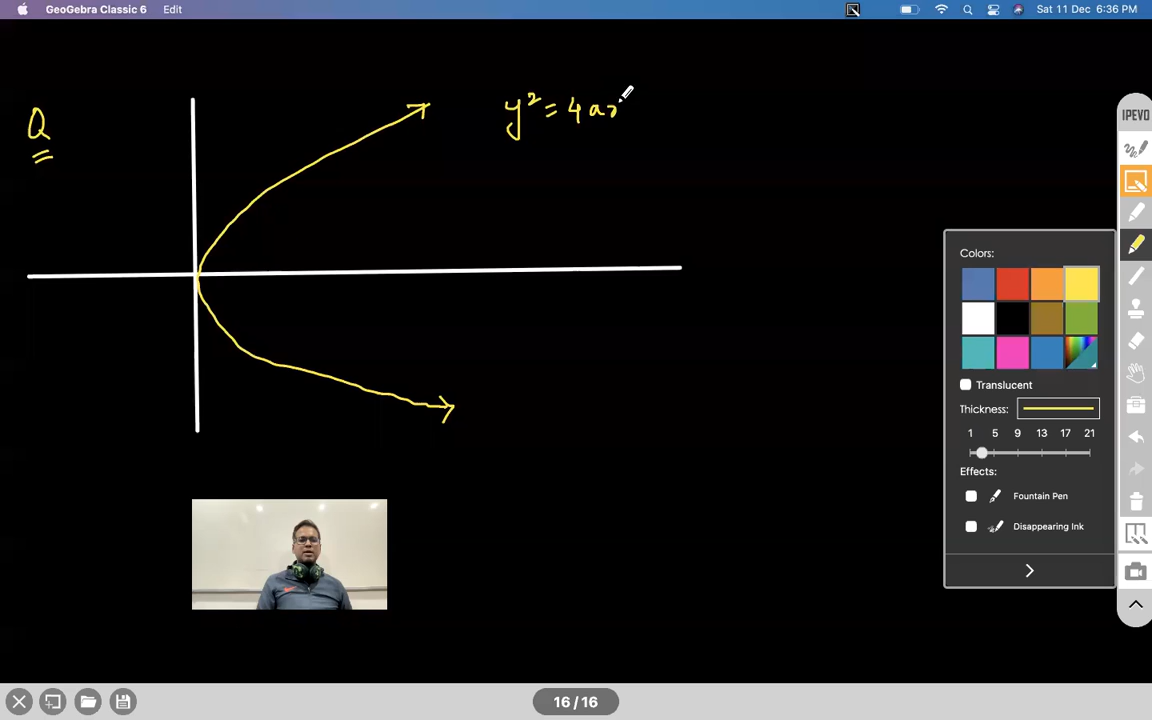 GeoGebra Classic 6 Edit Sat 11 Dec 6:36 PM
Q
y² = 4ax
IPEVO
Colors:
Translucent
Thickness:
1 5 9 13 17 21
Effects:
Fountain Pen
Disappearing Ink
16 / 16